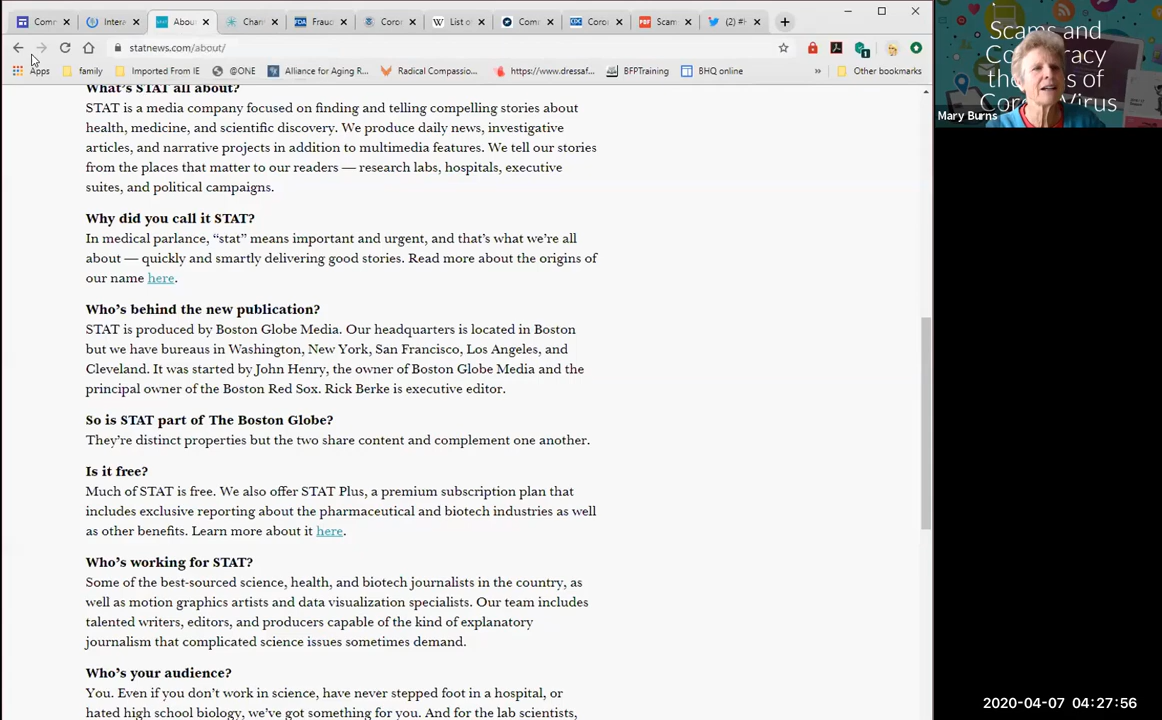 Comm
Intera
Abou
Chan
Fraud
Coron
List o
Comm
Coron
Scam
(2) #H
statnews.com/about/
Apps
family
Imported From IE
@ONE
Alliance for Aging R...
Radical Compassio...
https://www.dressaf...
BFPTraining
BHQ online
»
Other bookmarks
What's STAT all about?
STAT is a media company focused on finding and telling compelling stories about
health, medicine, and scientific discovery. We produce daily news, investigative
articles, and narrative projects in addition to multimedia features. We tell our stories
from the places that matter to our readers — research labs, hospitals, executive
suites, and political campaigns.
Why did you call it STAT?
In medical parlance, “stat” means important and urgent, and that’s what we’re all
about — quickly and smartly delivering good stories. Read more about the origins of
our name here.
Who’s behind the new publication?
STAT is produced by Boston Globe Media. Our headquarters is located in Boston
but we have bureaus in Washington, New York, San Francisco, Los Angeles, and
Cleveland. It was started by John Henry, the owner of Boston Globe Media and the
principal owner of the Boston Red Sox. Rick Berke is executive editor.
So is STAT part of The Boston Globe?
They’re distinct properties but the two share content and complement one another.
Is it free?
Much of STAT is free. We also offer STAT Plus, a premium subscription plan that
includes exclusive reporting about the pharmaceutical and biotech industries as well
as other benefits. Learn more about it here.
Who’s working for STAT?
Some of the best-sourced science, health, and biotech journalists in the country, as
well as motion graphics artists and data visualization specialists. Our team includes
talented writers, editors, and producers capable of the kind of explanatory
journalism that complicated science issues sometimes demand.
Who’s your audience?
You. Even if you don’t work in science, have never stepped foot in a hospital, or
hated high school biology, we’ve got something for you. And for the lab scientists,
Scams and
the of
Virus
Mary Burns
2020-04-07 04:27:56